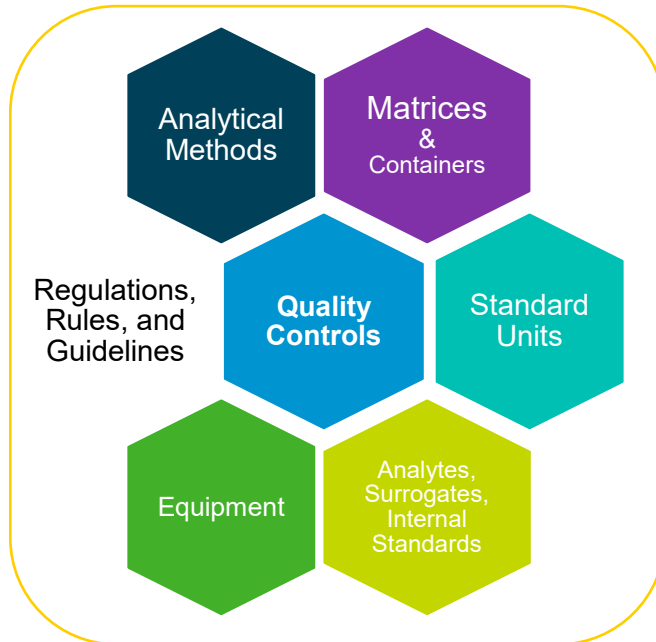 Analytical
Methods
Matrices
&
Containers
Regulations,
Rules, and
Guidelines
Quality
Controls
Standard
Units
Equipment
Analytes,
Surrogates,
Internal
Standards